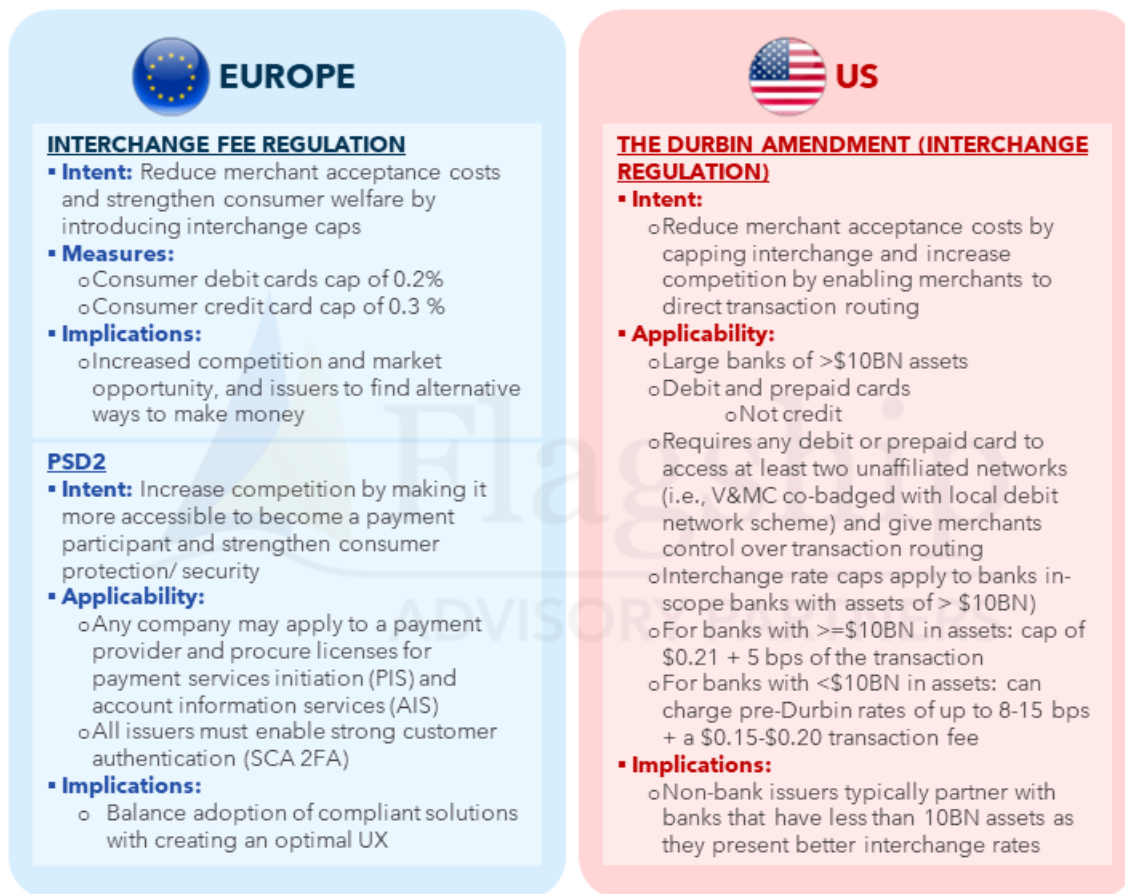 EUROPE
INTERCHANGE FEE REGULATION
▪ Intent: Reduce merchant acceptance costs
and strengthen consumer welfare by
introducing interchange caps
▪ Measures:
o Consumer debit cards cap of 0.2%
o Consumer credit card cap of 0.3 %
▪ Implications:
o Increased competition and market
opportunity, and issuers to find alternative
ways to make money
PSD2
▪ Intent: Increase competition by making it
more accessible to become a payment
participant and strengthen consumer
protection/ security
▪ Applicability:
o Any company may apply to a payment
provider and procure licenses for
payment services initiation (PIS) and
account information services (AIS)
o All issuers must enable strong customer
authentication (SCA 2FA)
▪ Implications:
o Balance adoption of compliant solutions
with creating an optimal UX
US
THE DURBIN AMENDMENT (INTERCHANGE
REGULATION)
▪ Intent:
o Reduce merchant acceptance costs by
capping interchange and increase
competition by enabling merchants to
direct transaction routing
▪ Applicability:
o Large banks of >$10BN assets
o Debit and prepaid cards
o Not credit
o Requires any debit or prepaid card to
access at least two unaffiliated networks
(i.e., V&MC co-badged with local debit
network scheme) and give merchants
control over transaction routing
o Interchange rate caps apply to banks in-
scope banks with assets of > $10BN)
o For banks with >=$10BN in assets: cap of
$0.21 + 5 bps of the transaction
o For banks with <$10BN in assets: can
charge pre-Durbin rates of up to 8-15 bps
+ a $0.15-$0.20 transaction fee
▪ Implications:
o Non-bank issuers typically partner with
banks that have less than 10BN assets as
they present better interchange rates
Flagship
ADVISORY PARTNERS